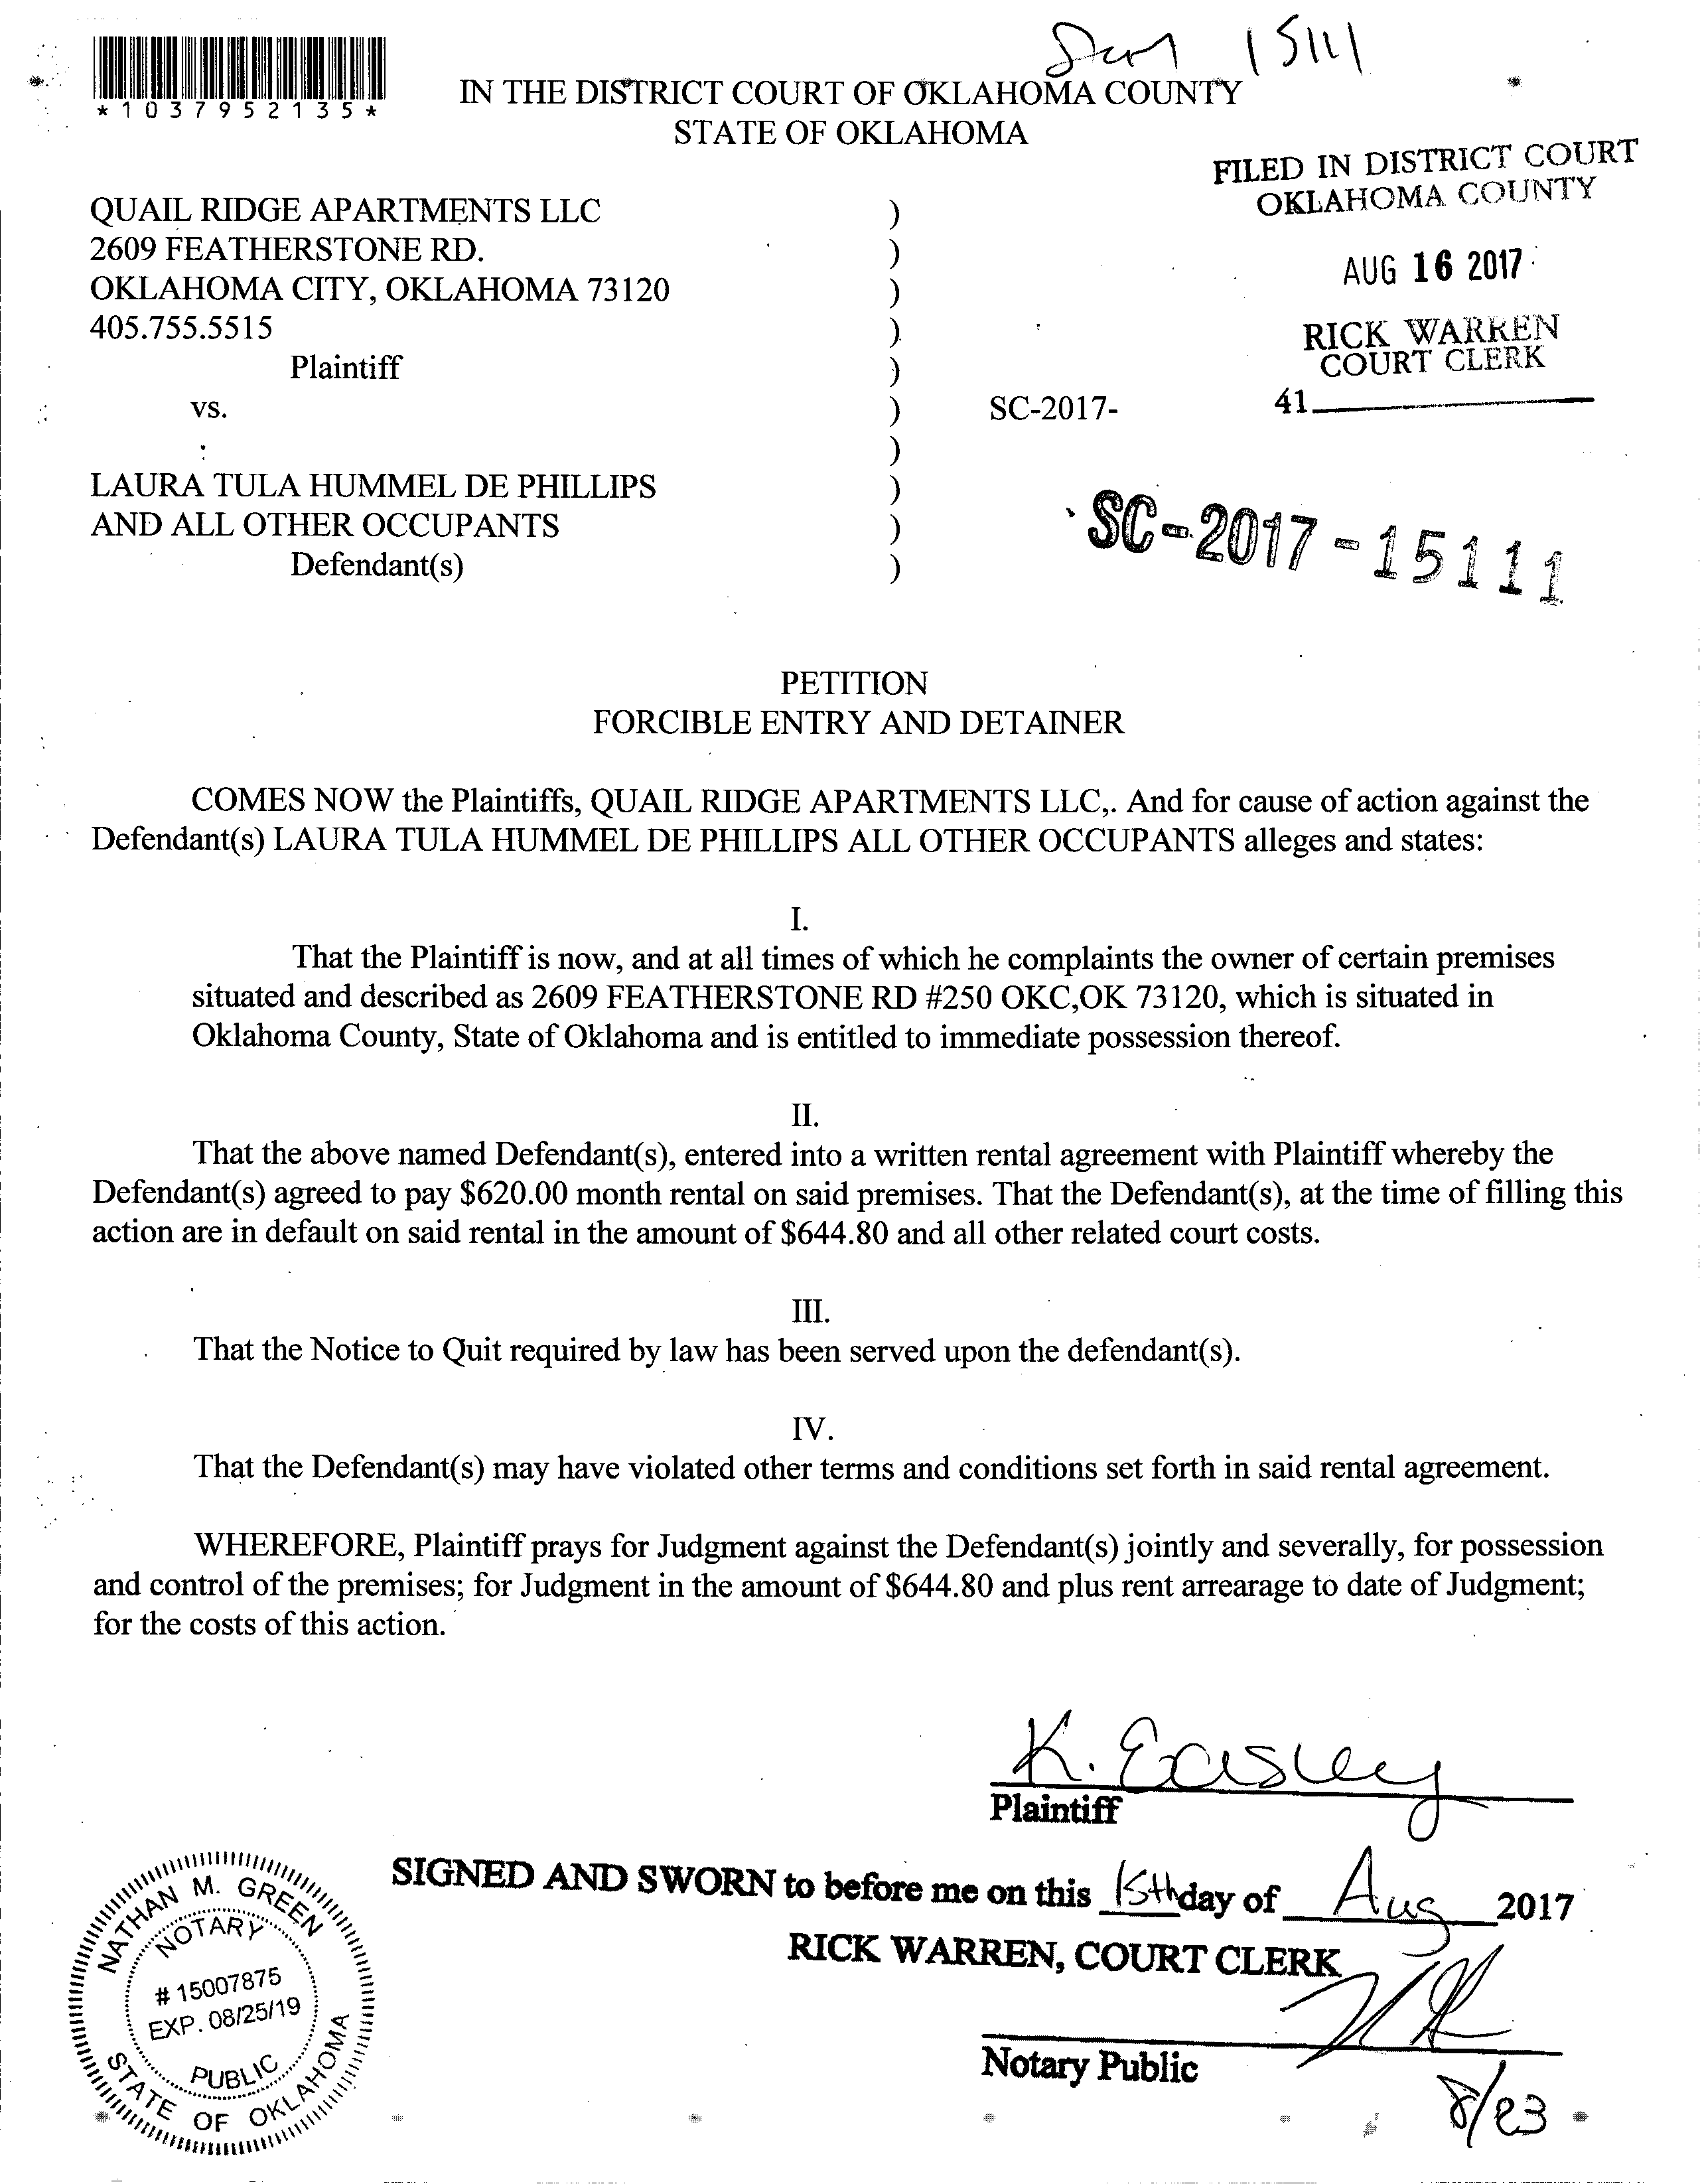 15111
*1037952135*
IN THE DISTRICT COURT OF OKLAHOMA COUNTY
STATE OF OKLAHOMA
FILED IN DISTRICT COURT
OKLAHOMA COUNTY
AUG 16 2017
RICK WARREN
COURT CLERK
41
QUAIL RIDGE APARTMENTS LLC )
2609 FEATHERSTONE RD. )
OKLAHOMA CITY, OKLAHOMA 73120 )
405.755.5515 )
Plaintiff )
vs. ) SC-2017-
: )
LAURA TULA HUMMEL DE PHILLIPS )
AND ALL OTHER OCCUPANTS )
Defendant(s) )
SC-2017-15111
PETITION
FORCIBLE ENTRY AND DETAINER
COMES NOW the Plaintiffs, QUAIL RIDGE APARTMENTS LLC,. And for cause of action against the
Defendant(s) LAURA TULA HUMMEL DE PHILLIPS ALL OTHER OCCUPANTS alleges and states:
I.
That the Plaintiff is now, and at all times of which he complaints the owner of certain premises
situated and described as 2609 FEATHERSTONE RD #250 OKC,OK 73120, which is situated in
Oklahoma County, State of Oklahoma and is entitled to immediate possession thereof.
II.
That the above named Defendant(s), entered into a written rental agreement with Plaintiff whereby the
Defendant(s) agreed to pay $620.00 month rental on said premises. That the Defendant(s), at the time of filling this
action are in default on said rental in the amount of $644.80 and all other related court costs.
III.
That the Notice to Quit required by law has been served upon the defendant(s).
IV.
That the Defendant(s) may have violated other terms and conditions set forth in said rental agreement.
WHEREFORE, Plaintiff prays for Judgment against the Defendant(s) jointly and severally, for possession
and control of the premises; for Judgment in the amount of $644.80 and plus rent arrearage to date of Judgment;
for the costs of this action.
K. Easley
Plaintiff
SIGNED AND SWORN to before me on this 15th day of Aug 2017
RICK WARREN, COURT CLERK
Notary Public
8/23
NATHAN M. GREEN
NOTARY
# 15007875
EXP. 08/25/19
PUBLIC
STATE OF OKLAHOMA